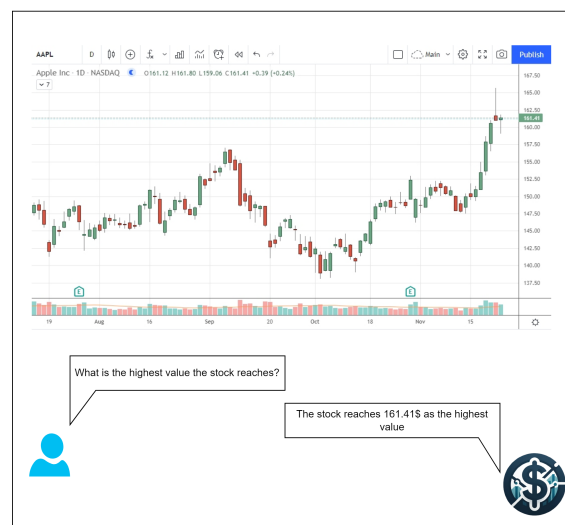 AAPL D Main Publish
Apple Inc · 1D · NASDAQ O161.12 H161.80 L159.06 C161.41 +0.39 (+0.24%)
7
167.50
165.00
162.50
161.41
160.00
157.50
155.00
152.50
150.00
147.50
145.00
142.50
140.00
137.50
E E
19 Aug 16 Sep 20 Oct 18 Nov 15
What is the highest value the stock reaches?
The stock reaches 161.41$ as the highest
value
$